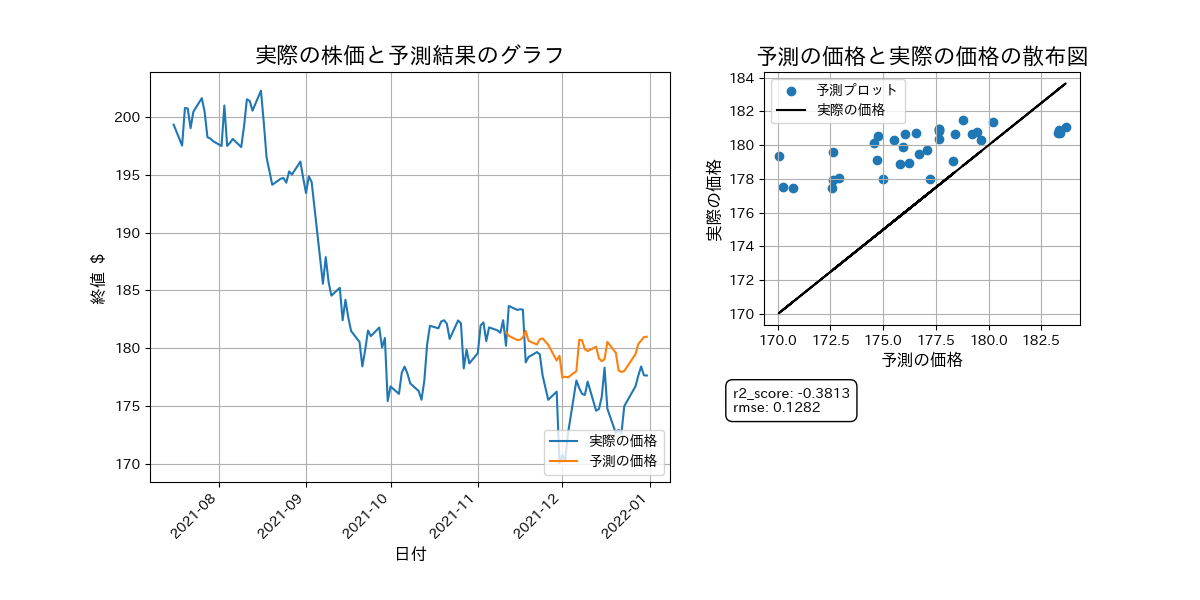 実際の株価と予測結果のグラフ
終値 $
200
195
190
185
180
175
170
2021-08
2021-09
2021-10
2021-11
2021-12
2022-01
日付
実際の価格
予測の価格
予測の価格と実際の価格の散布図
実際の価格
184
182
180
178
176
174
172
170
予測プロット
実際の価格
170.0
172.5
175.0
177.5
180.0
182.5
予測の価格
r2_score: -0.3813
rmse: 0.1282